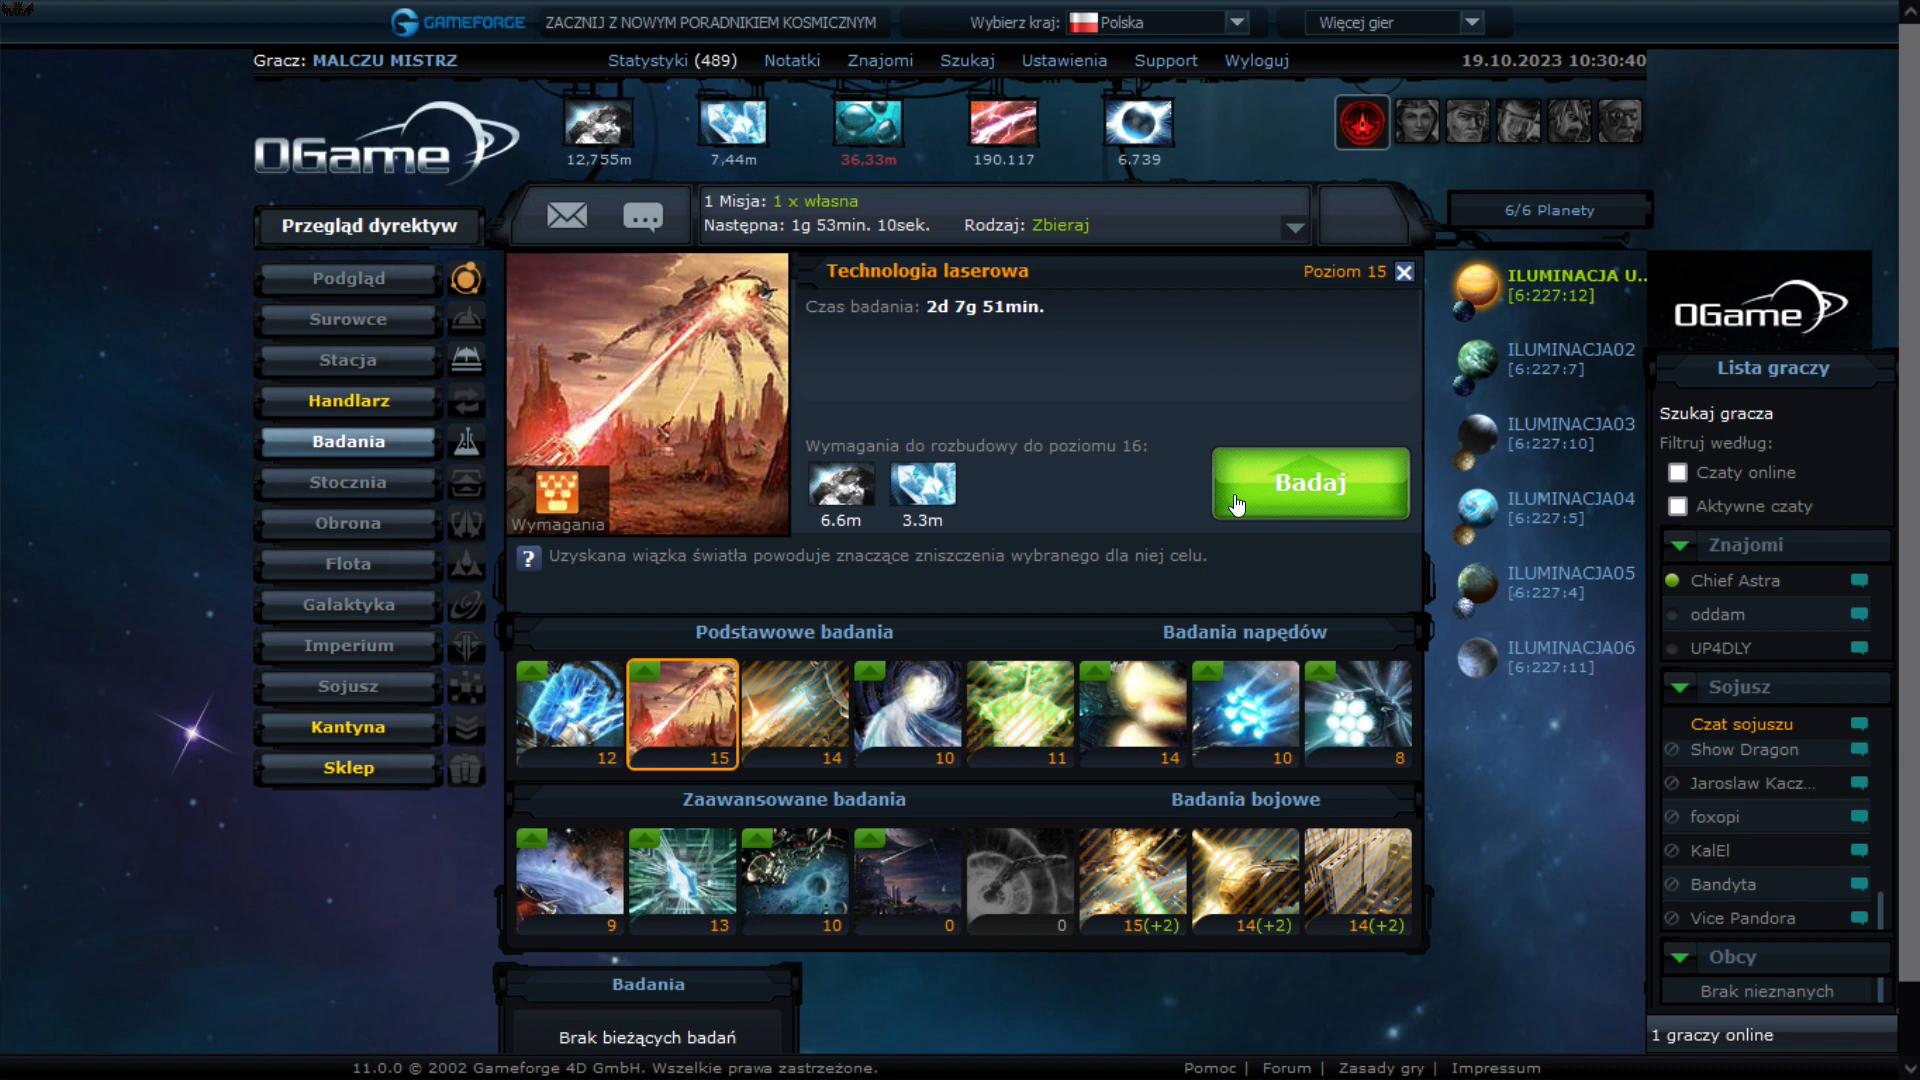 GAMEFORGE
ZACZNIJ Z NOWYM PORADNIKIEM KOSMICZNYM
Wybierz kraj: Polska
Więcej gier
Gracz: MALCZU MISTRZ
Statystyki (489) Notatki Znajomi Szukaj Ustawienia Support Wyloguj
19.10.2023 10:30:40
OGame
12,755m 7,44m 36,33m 190.117 6.739
1 Misja: 1 x własna
Następna: 1g 53min. 10sek. Rodzaj: Zbieraj
6/6 Planety
Przegląd dyrektyw
Podgląd
Surowce
Stacja
Handlarz
Badania
Stocznia
Obrona
Flota
Galaktyka
Imperium
Sojusz
Kantyna
Sklep
Technologia laserowa
Poziom 15
Czas badania: 2d 7g 51min.
Wymagania do rozbudowy do poziomu 16:
6.6m 3.3m
Badaj
Wymagania
? Uzyskana wiązka światła powoduje znaczące zniszczenia wybranego dla niej celu.
Podstawowe badania
Badania napędów
12 15 14 10 11 14 10 8
Zaawansowane badania
Badania bojowe
9 13 10 0 0 15(+2) 14(+2) 14(+2)
Badania
Brak bieżących badań
ILUMINACJA U..
[6:227:12]
ILUMINACJA02
[6:227:7]
ILUMINACJA03
[6:227:10]
ILUMINACJA04
[6:227:5]
ILUMINACJA05
[6:227:4]
ILUMINACJA06
[6:227:11]
OGame
Lista graczy
Szukaj gracza
Filtruj według:
Czaty online
Aktywne czaty
Znajomi
Chief Astra
oddam
UP4DLY
Sojusz
Czat sojuszu
Show Dragon
Jaroslaw Kacz...
foxopi
KalEl
Bandyta
Vice Pandora
Obcy
Brak nieznanych
1 graczy online
11.0.0 © 2002 Gameforge 4D GmbH. Wszelkie prawa zastrzeżone.
Pomoc | Forum | Zasady gry | Impressum